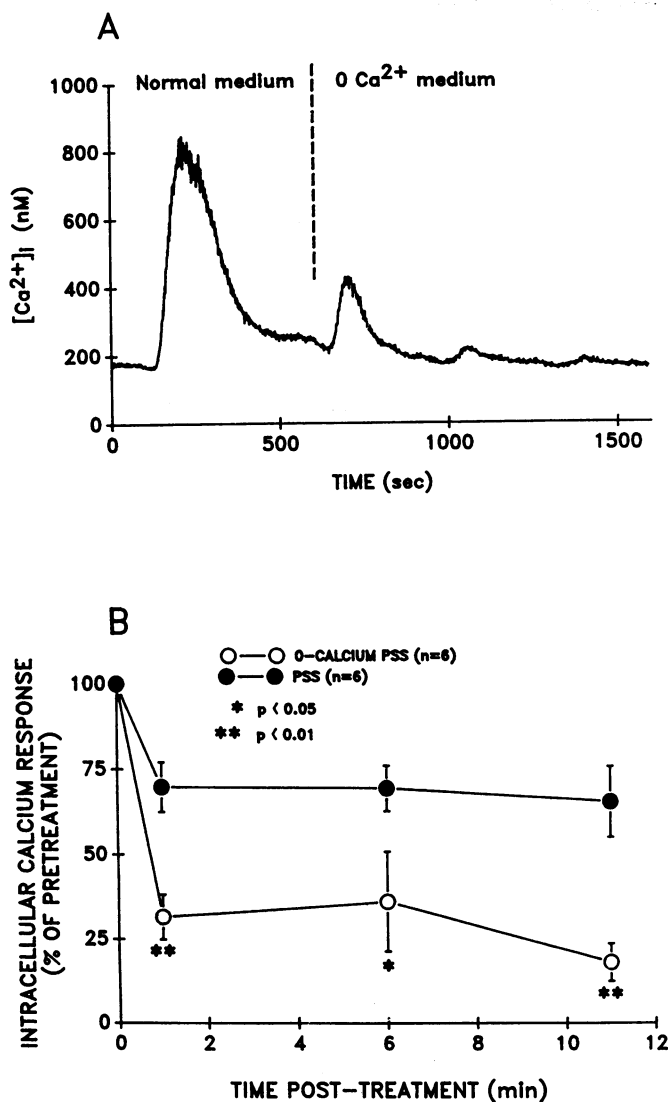 A
Normal medium
0 Ca2+ medium
1000
800
600
400
200
0
[Ca2+]i (nM)
0
500
1000
1500
TIME (sec)
B
0-CALCIUM PSS (n=6)
PSS (n=6)
* p < 0.05
** p < 0.01
100
75
50
25
0
INTRACELLULAR CALCIUM RESPONSE
(% OF PRETREATMENT)
**
*
**
0
2
4
6
8
10
12
TIME POST-TREATMENT (min)